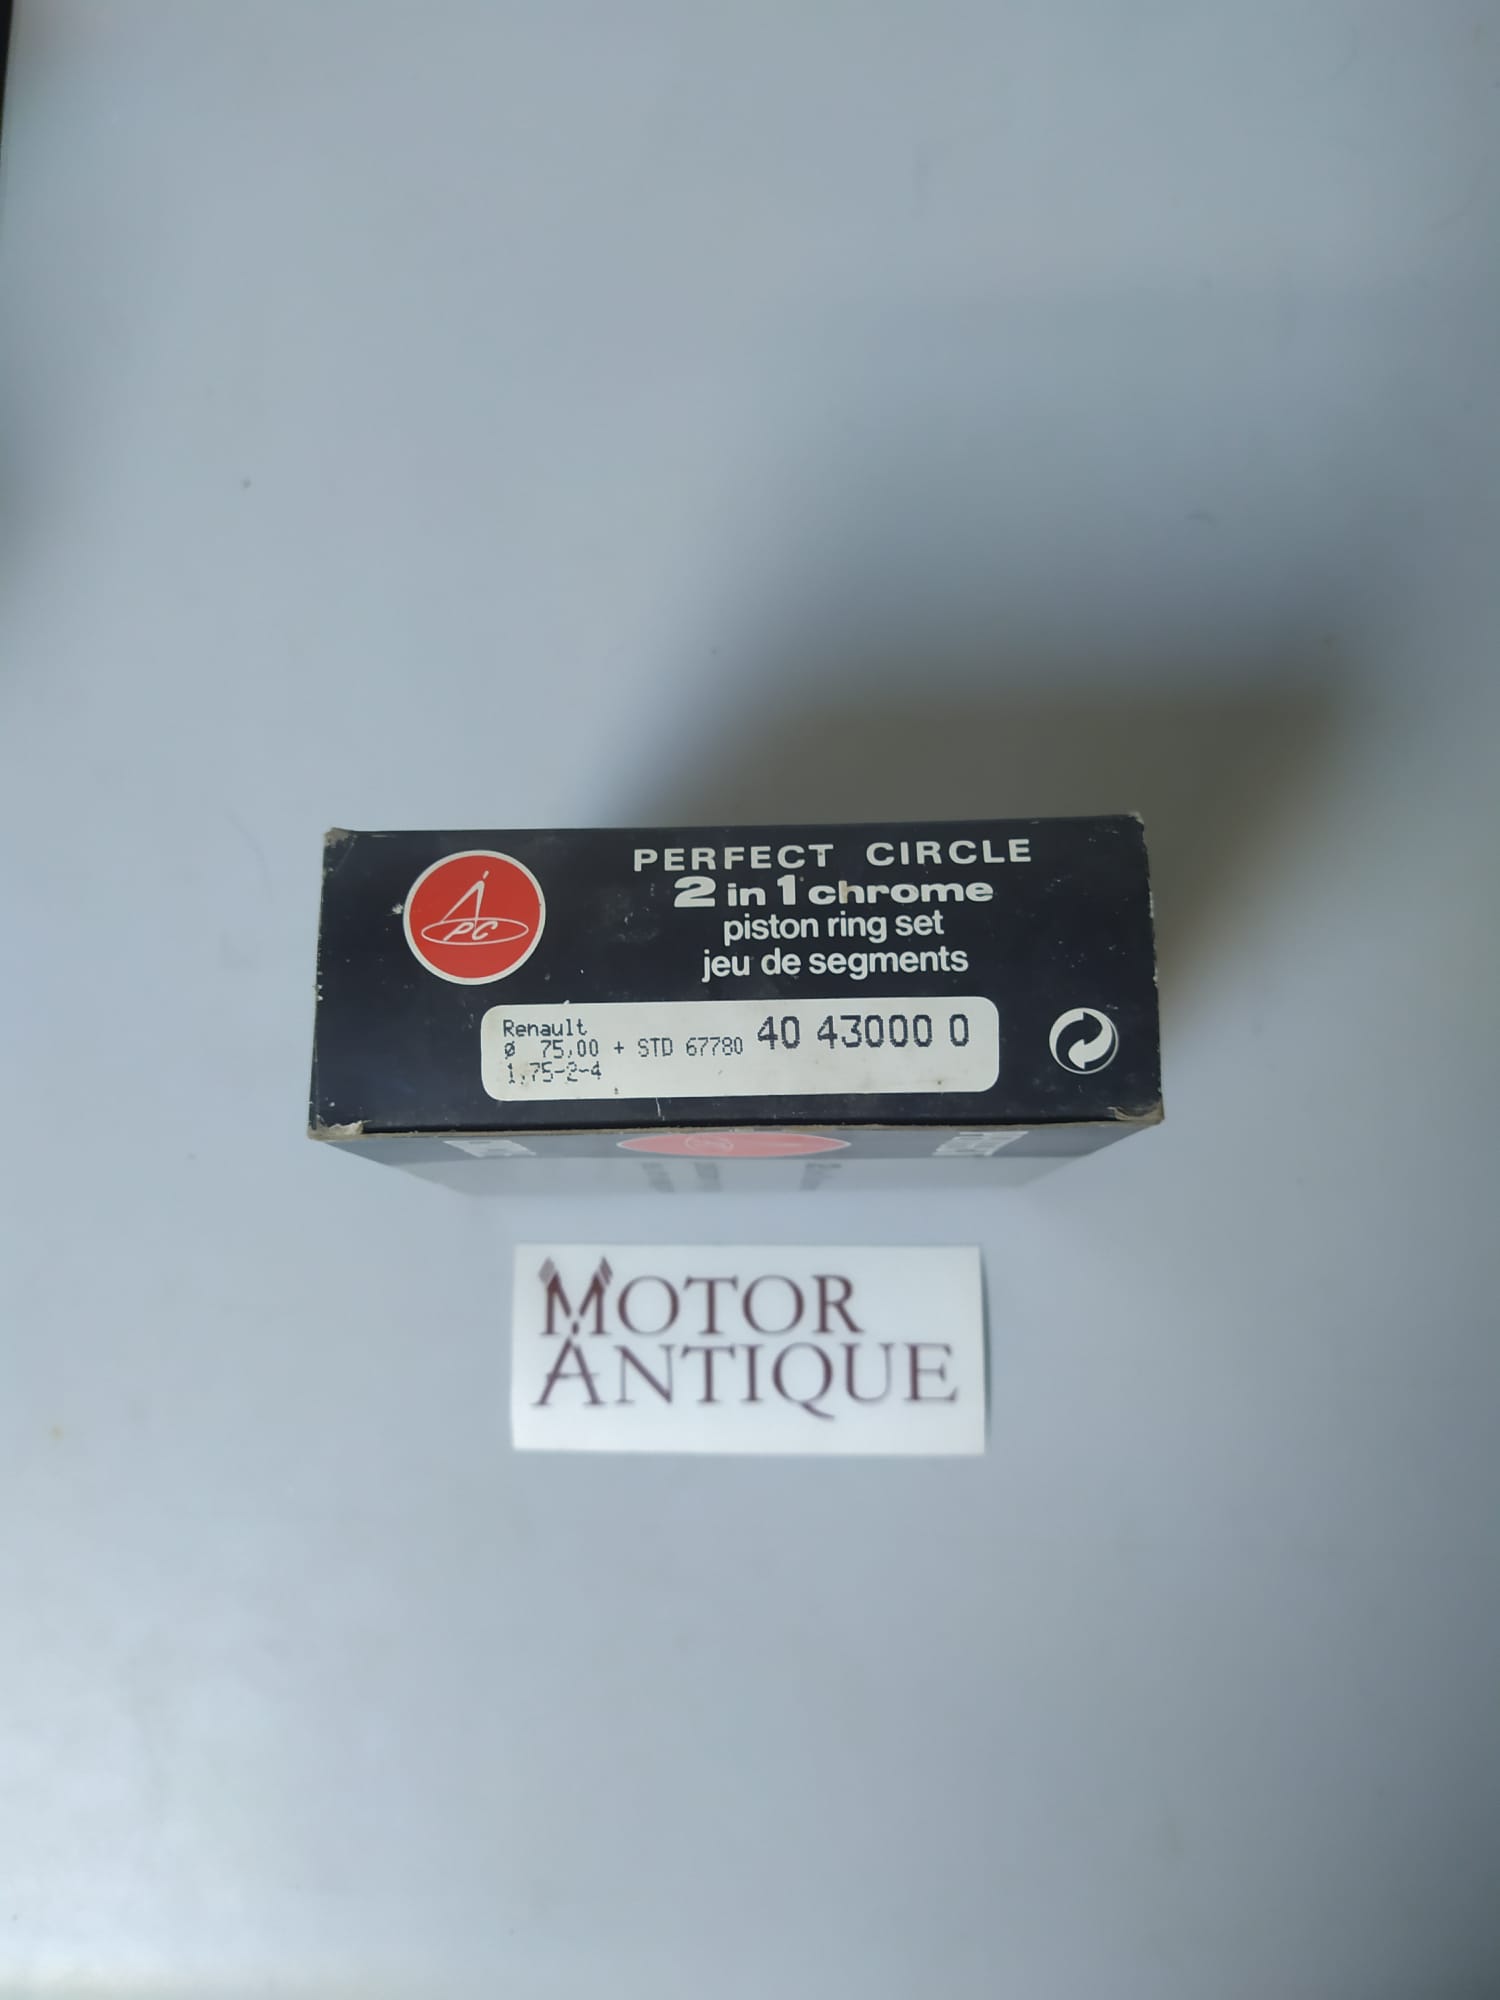 PERFECT CIRCLE
2 in 1 chrome
piston ring set
jeu de segments
PC
Renault
ø 75,00 + STD 67780 40 43000 0
1,75-2-4
MOTOR
ANTIQUE